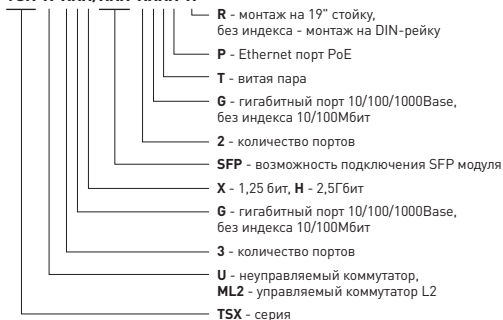 R - монтаж на 19” стойку,
без индекса - монтаж на DIN-рейку
P - Ethernet порт PoE
T - витая пара
G - гигабитный порт 10/100/1000Base,
без индекса 10/100Мбит
2 - количество портов
SFP - возможность подключения SFP модуля
X - 1,25 бит, H - 2,5Гбит
G - гигабитный порт 10/100/1000Base,
без индекса 10/100Мбит
3 - количество портов
U - неуправляемый коммутатор,
ML2 - управляемый коммутатор L2
TSX - серия